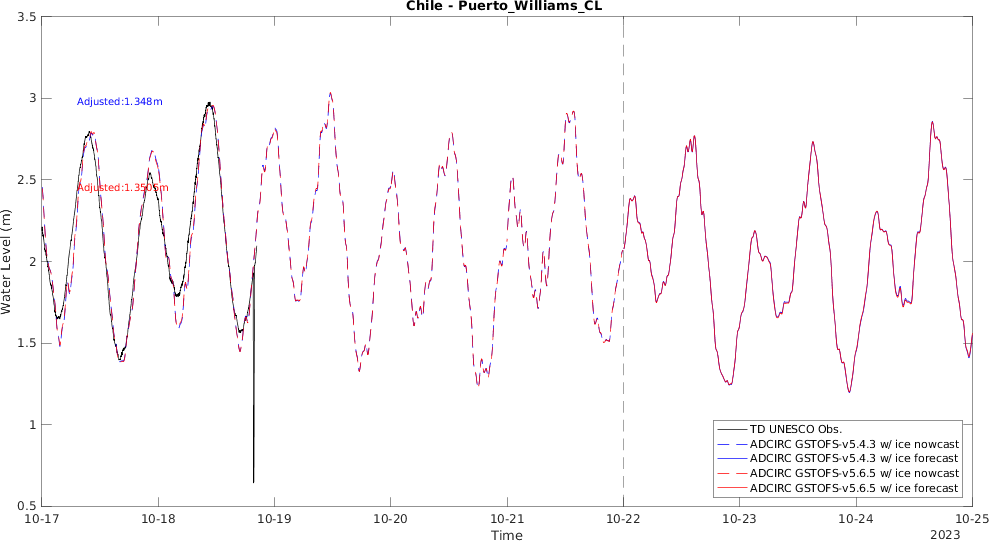 Chile - Puerto_Williams_CL
3.5
3
2.5
2
1.5
1
0.5
Water Level (m)
Adjusted:1.348m
Adjusted:1.3505m
TD UNESCO Obs.
ADCIRC GSTOFS-v5.4.3 w/ ice nowcast
ADCIRC GSTOFS-v5.4.3 w/ ice forecast
ADCIRC GSTOFS-v5.6.5 w/ ice nowcast
ADCIRC GSTOFS-v5.6.5 w/ ice forecast
10-17 10-18 10-19 10-20 10-21 10-22 10-23 10-24 10-25
Time
2023